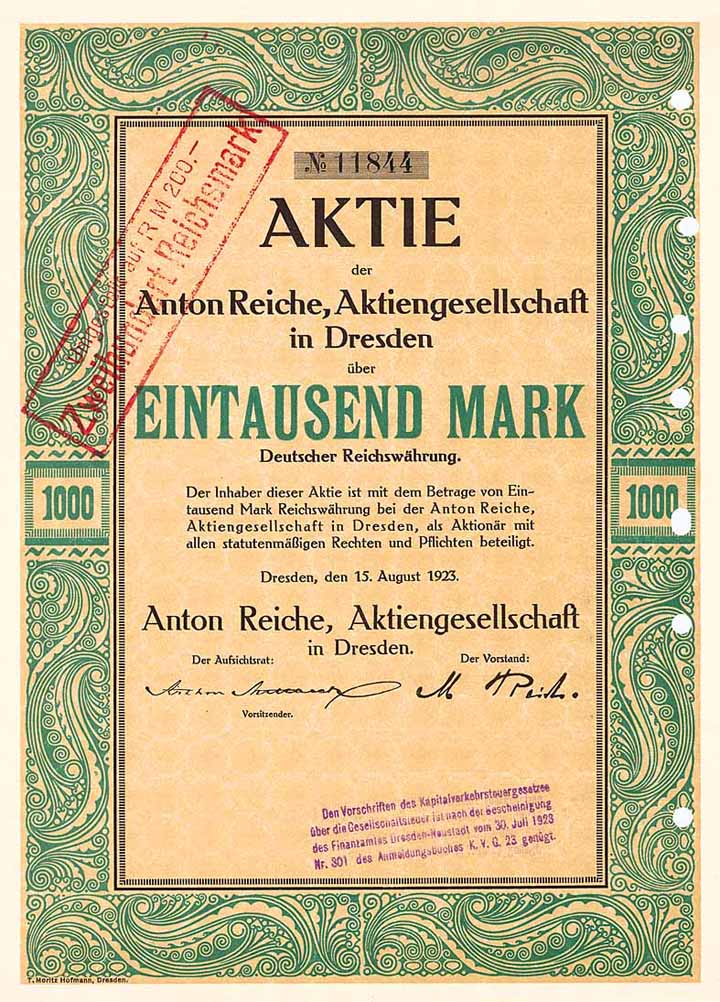 № 11844
AKTIE
der
Anton Reiche, Aktiengesellschaft
in Dresden
über
EINTAUSEND MARK
Deutscher Reichswährung.
Der Inhaber dieser Aktie ist mit dem Betrage von Ein-
tausend Mark Reichswährung bei der Anton Reiche,
Aktiengesellschaft in Dresden, als Aktionär mit
allen statutenmäßigen Rechten und Pflichten beteiligt.
Dresden, den 15. August 1923.
Anton Reiche, Aktiengesellschaft
in Dresden.
Der Aufsichtsrat:
Der Vorstand:
Vorsitzender.
1000
1000
auf R M 200.-
Zweihundert Reichsmark
Den Vorschriften des Kapitalverkehrsteuergesetzes
über die Gesellschaftsteuer ist nach der Bescheinigung
des Finanzamtes Dresden-Neustadt vom 30. Juli 1923
Nr. 301 des Anmeldungsbuches K. V. G. 23 genügt.
T. Moritz Hofmann, Dresden.